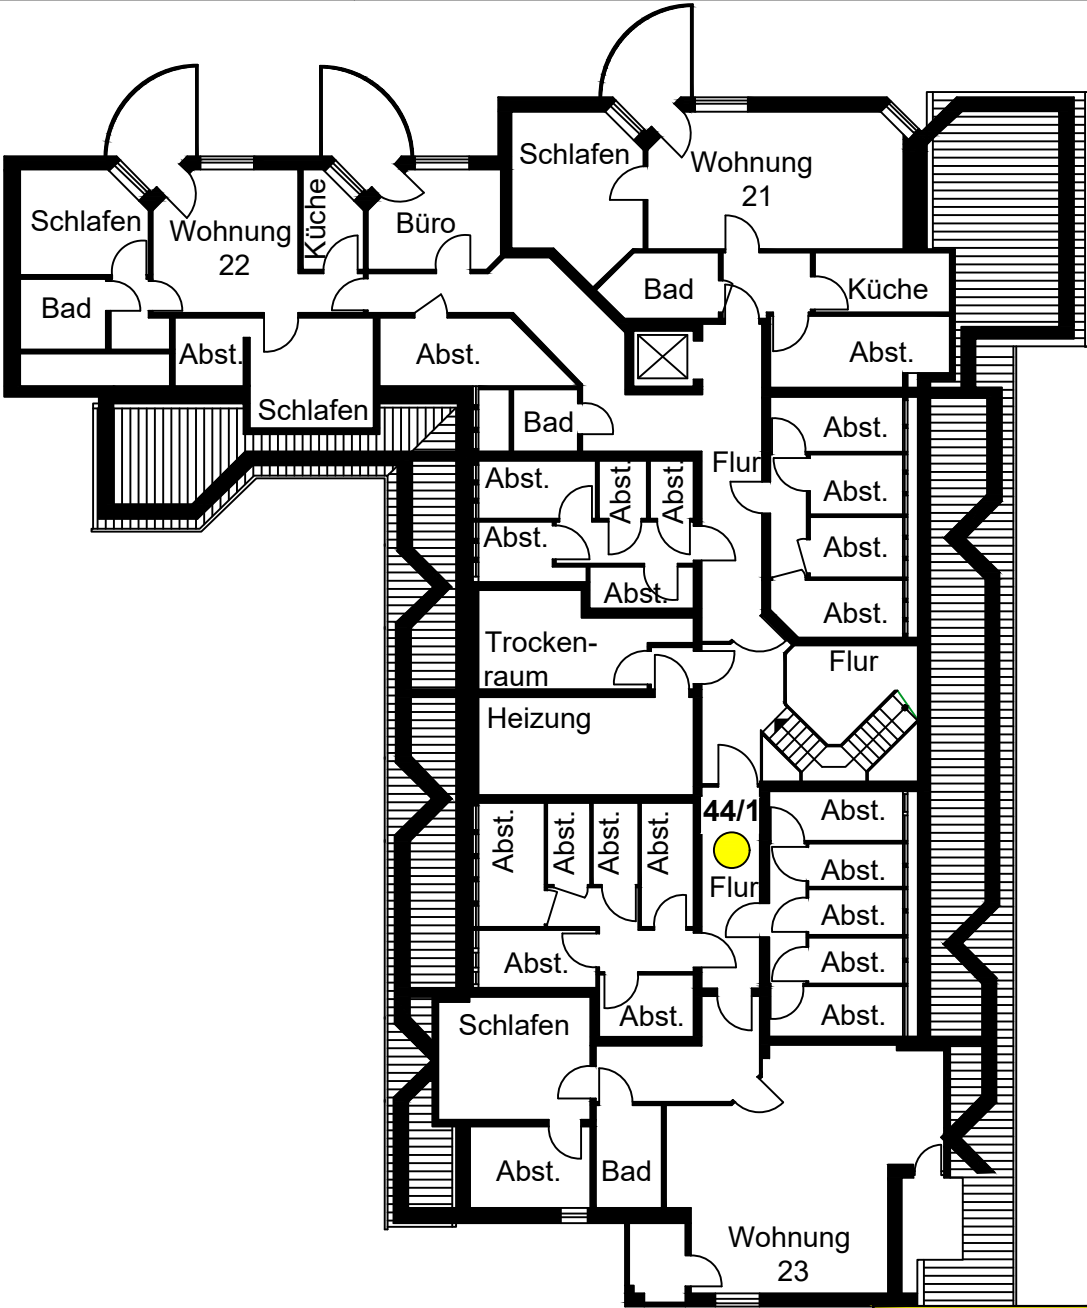 Schlafen
Wohnung
21
Schlafen
Wohnung
22
Küche
Büro
Bad
Küche
Bad
Abst.
Abst.
Abst.
Schlafen
Bad
Abst.
Flur
Abst.
Abst.
Abst.
Abst.
Abst.
Abst.
Abst.
Abst.
Trocken-
raum
Flur
Heizung
44/1
Flur
Abst.
Abst.
Abst.
Abst.
Abst.
Abst.
Abst.
Abst.
Abst.
Abst.
Abst.
Schlafen
Abst.
Bad
Wohnung
23